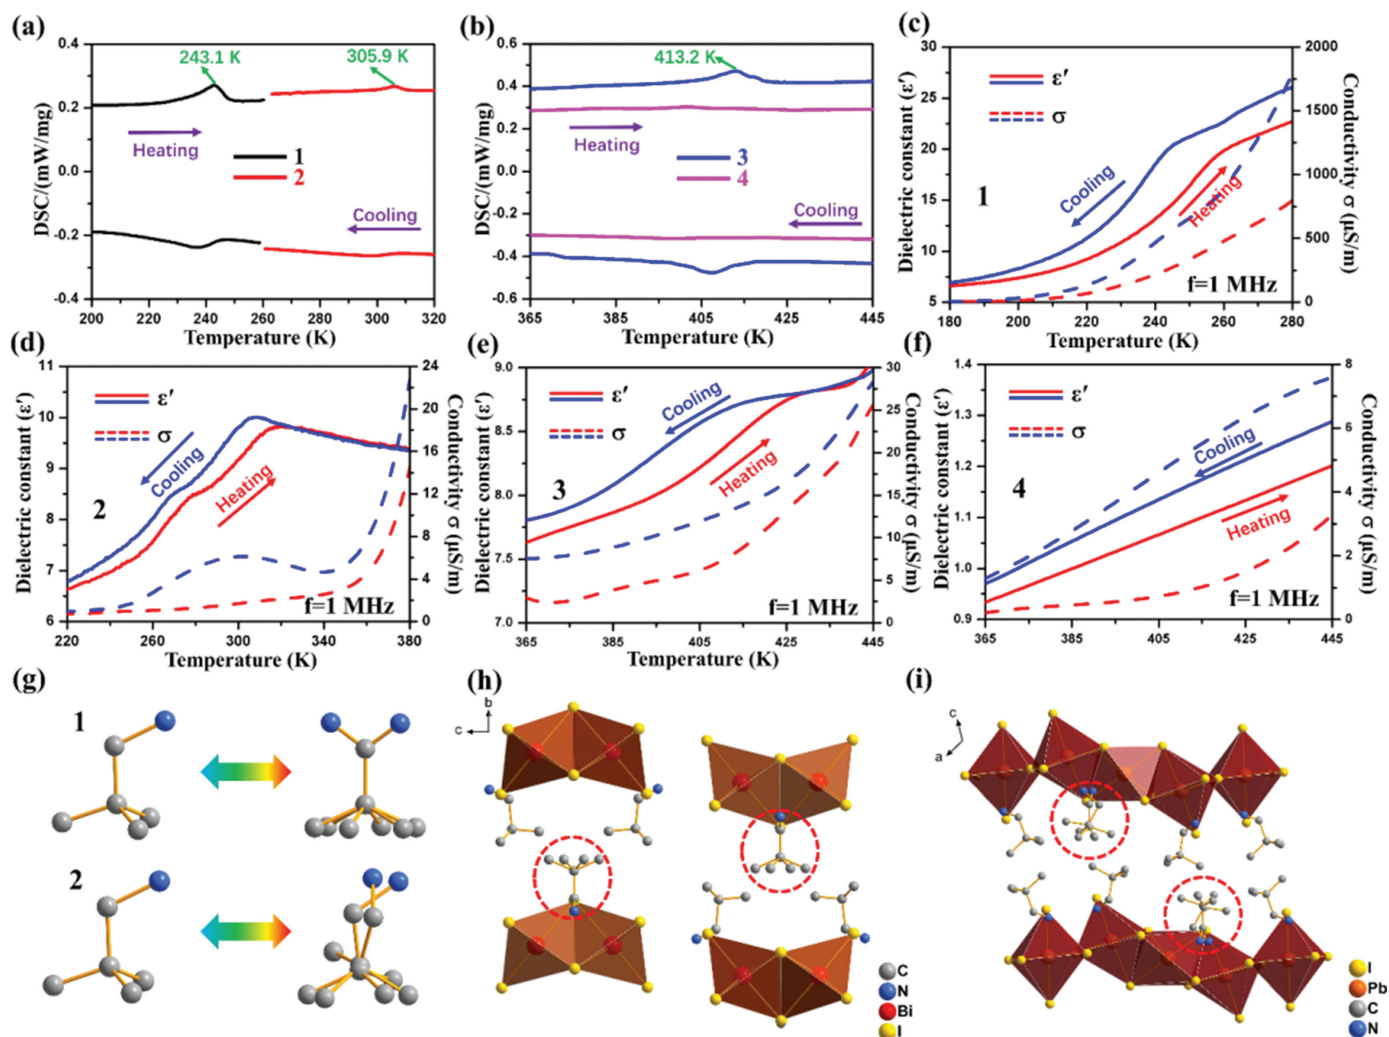 (a)
243.1 K
305.9 K
0.4
0.2
0.0
-0.2
-0.4
DSC/(mW/mg)
Heating
1
2
Cooling
200
220
240
260
280
300
320
Temperature (K)
(b)
413.2 K
0.6
0.4
0.2
0.0
-0.2
-0.4
-0.6
DSC/(mW/mg)
Heating
3
4
Cooling
365
385
405
425
445
Temperature (K)
(c)
30
25
20
15
10
5
Dielectric constant (ε′)
ε′
σ
1
Cooling
Heating
f=1 MHz
2000
1500
1000
500
0
Conductivity σ (μS/m)
180
200
220
240
260
280
Temperature (K)
(d)
11
10
9
8
7
6
Dielectric constant (ε′)
ε′
σ
2
Cooling
Heating
f=1 MHz
24
20
16
12
8
4
0
Conductivity σ (μS/m)
220
260
300
340
380
Temperature (K)
(e)
9.0
8.5
8.0
7.5
7.0
Dielectric constant (ε′)
ε′
σ
3
Cooling
Heating
f=1 MHz
30
25
20
15
10
5
0
Conductivity σ (μS/m)
365
385
405
425
445
Temperature (K)
(f)
1.4
1.3
1.2
1.1
1.0
0.9
Dielectric constant (ε′)
ε′
σ
4
Cooling
Heating
f=1 MHz
8
6
4
2
0
Conductivity σ (μS/m)
365
385
405
425
445
Temperature (K)
(g)
1
2
(h)
b
c
C
N
Bi
I
(i)
c
a
I
Pb
C
N